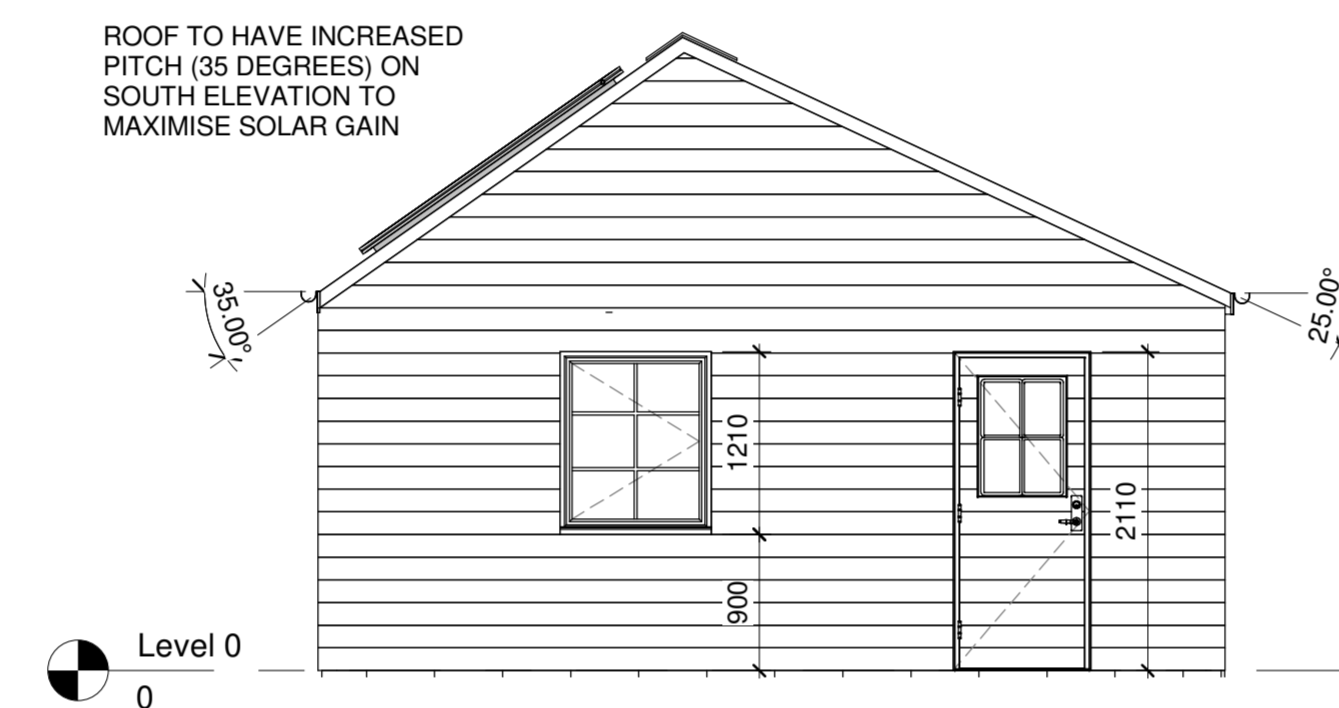 ROOF TO HAVE INCREASED
PITCH (35 DEGREES) ON
SOUTH ELEVATION TO
MAXIMISE SOLAR GAIN
35.00°
25.00°
1210
2110
900
Level 0
0